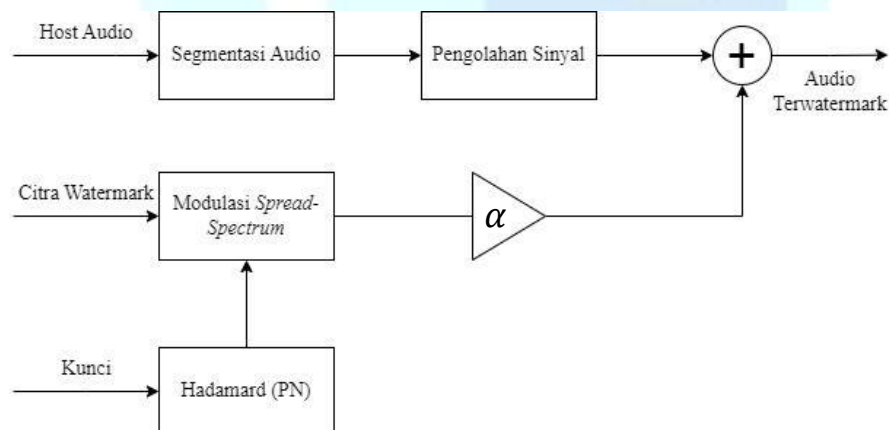 Host Audio
Segmentasi Audio
Pengolahan Sinyal
+
Audio
Terwatermark
Citra Watermark
Modulasi Spread-
Spectrum
α
Kunci
Hadamard (PN)